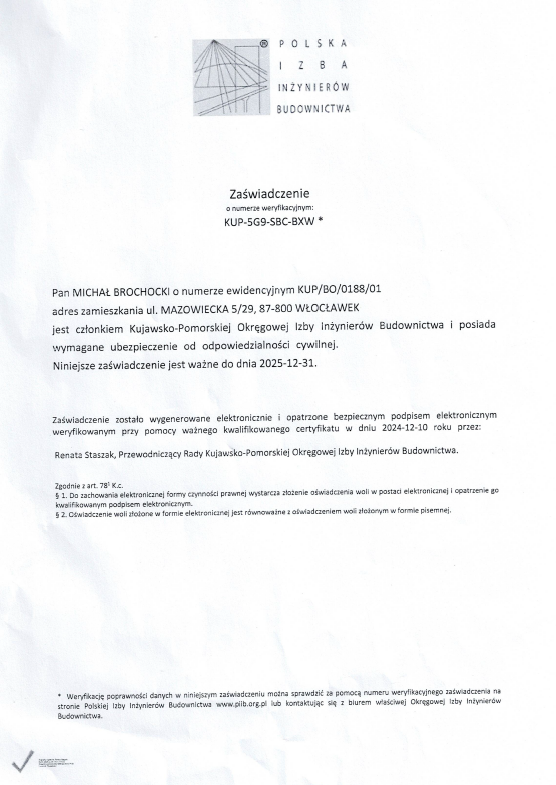 ®
POLSKA
IZBA
INŻYNIERÓW
BUDOWNICTWA
Zaświadczenie
o numerze weryfikacyjnym:
KUP-5G9-SBC-BXW *
Pan MICHAŁ BROCHOCKI o numerze ewidencyjnym KUP/BO/0188/01
adres zamieszkania ul. MAZOWIECKA 5/29, 87-800 WŁOCŁAWEK
jest członkiem Kujawsko-Pomorskiej Okręgowej Izby Inżynierów Budownictwa i posiada
wymagane ubezpieczenie od odpowiedzialności cywilnej.
Niniejsze zaświadczenie jest ważne do dnia 2025-12-31.
Zaświadczenie zostało wygenerowane elektronicznie i opatrzone bezpiecznym podpisem elektronicznym
weryfikowanym przy pomocy ważnego kwalifikowanego certyfikatu w dniu 2024-12-10 roku przez:
Renata Staszak, Przewodniczący Rady Kujawsko-Pomorskiej Okręgowej Izby Inżynierów Budownictwa.
Zgodnie z art. 78¹ K.c.
§ 1. Do zachowania elektronicznej formy czynności prawnej wystarcza złożenie oświadczenia woli w postaci elektronicznej i opatrzenie go
kwalifikowanym podpisem elektronicznym.
§ 2. Oświadczenie woli złożone w formie elektronicznej jest równoważne z oświadczeniem woli złożonym w formie pisemnej.
* Weryfikację poprawności danych w niniejszym zaświadczeniu można sprawdzić za pomocą numeru weryfikacyjnego zaświadczenia na
stronie Polskiej Izby Inżynierów Budownictwa www.piib.org.pl lub kontaktując się z biurem właściwej Okręgowej Izby Inżynierów
Budownictwa.